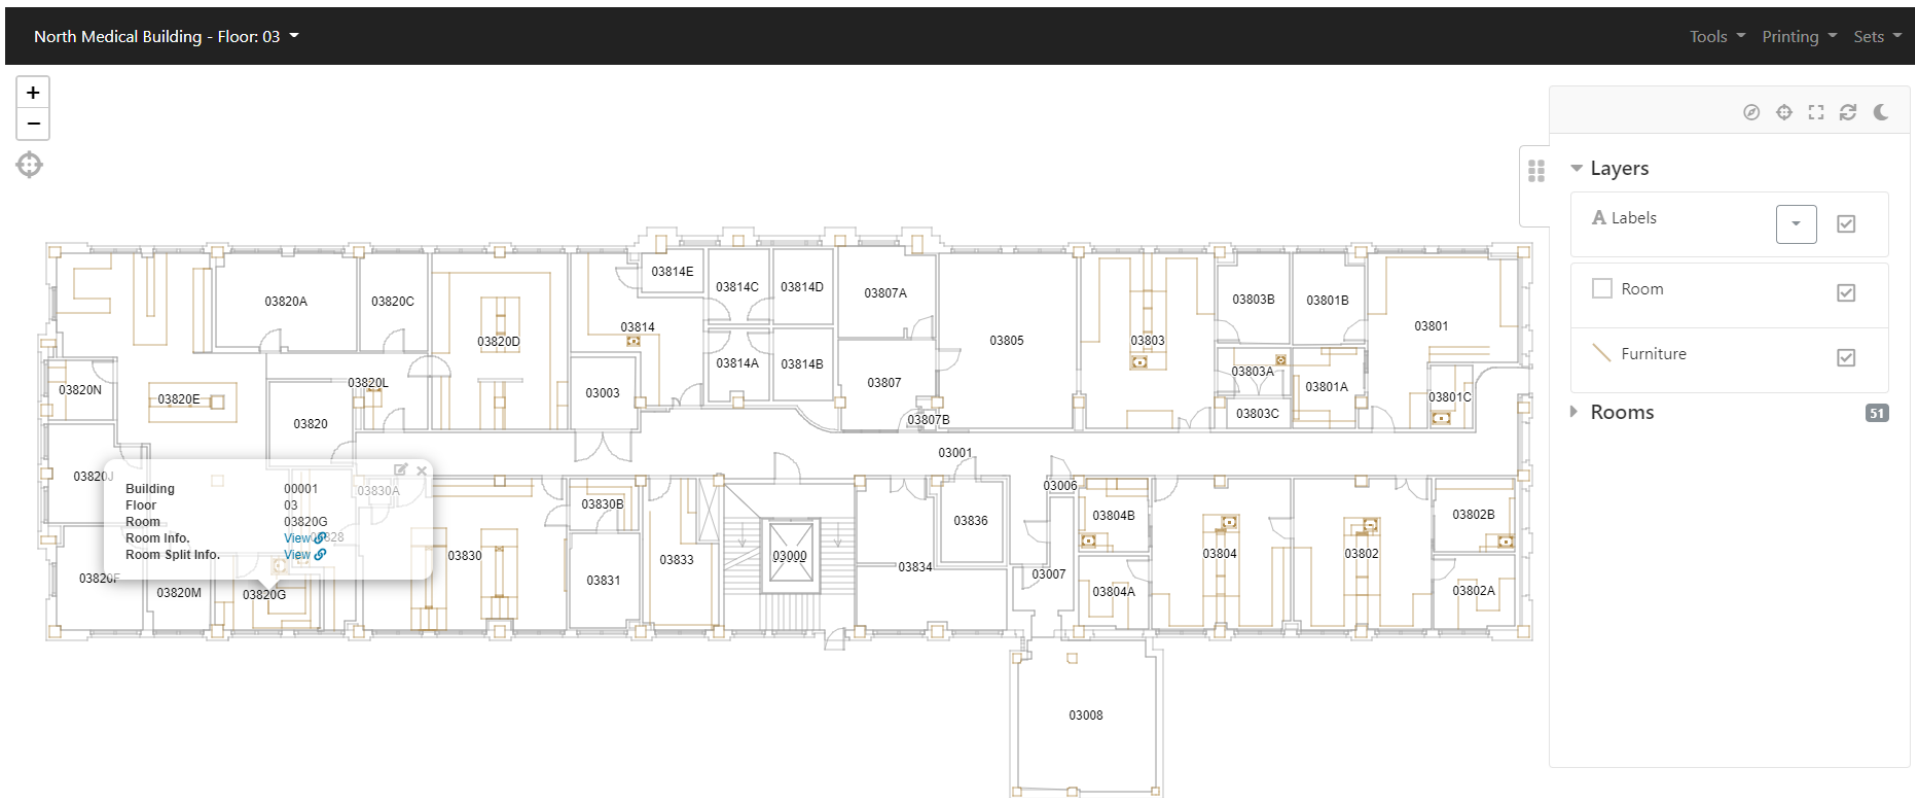 North Medical Building - Floor: 03
Tools Printing Sets
+
−
Layers
A Labels
Room
Furniture
Rooms 51
03814E
03814C
03814D
03807A
03820A
03820C
03803B
03801B
03814
03801
03820D
03805
03803
03814A
03814B
03803A
03820L
03807
03801A
03820N
03003
03801C
03820E
03803C
03820
03807B
03001
03820J
Building 00001
Floor 03
Room 03820G
Room Info. View
Room Split Info. View
03830A
03006
03830B
03804B
03802B
03836
03830
03000
03804
03802
03833
03834
03007
03820F
03831
03820M
03820G
03804A
03802A
03008